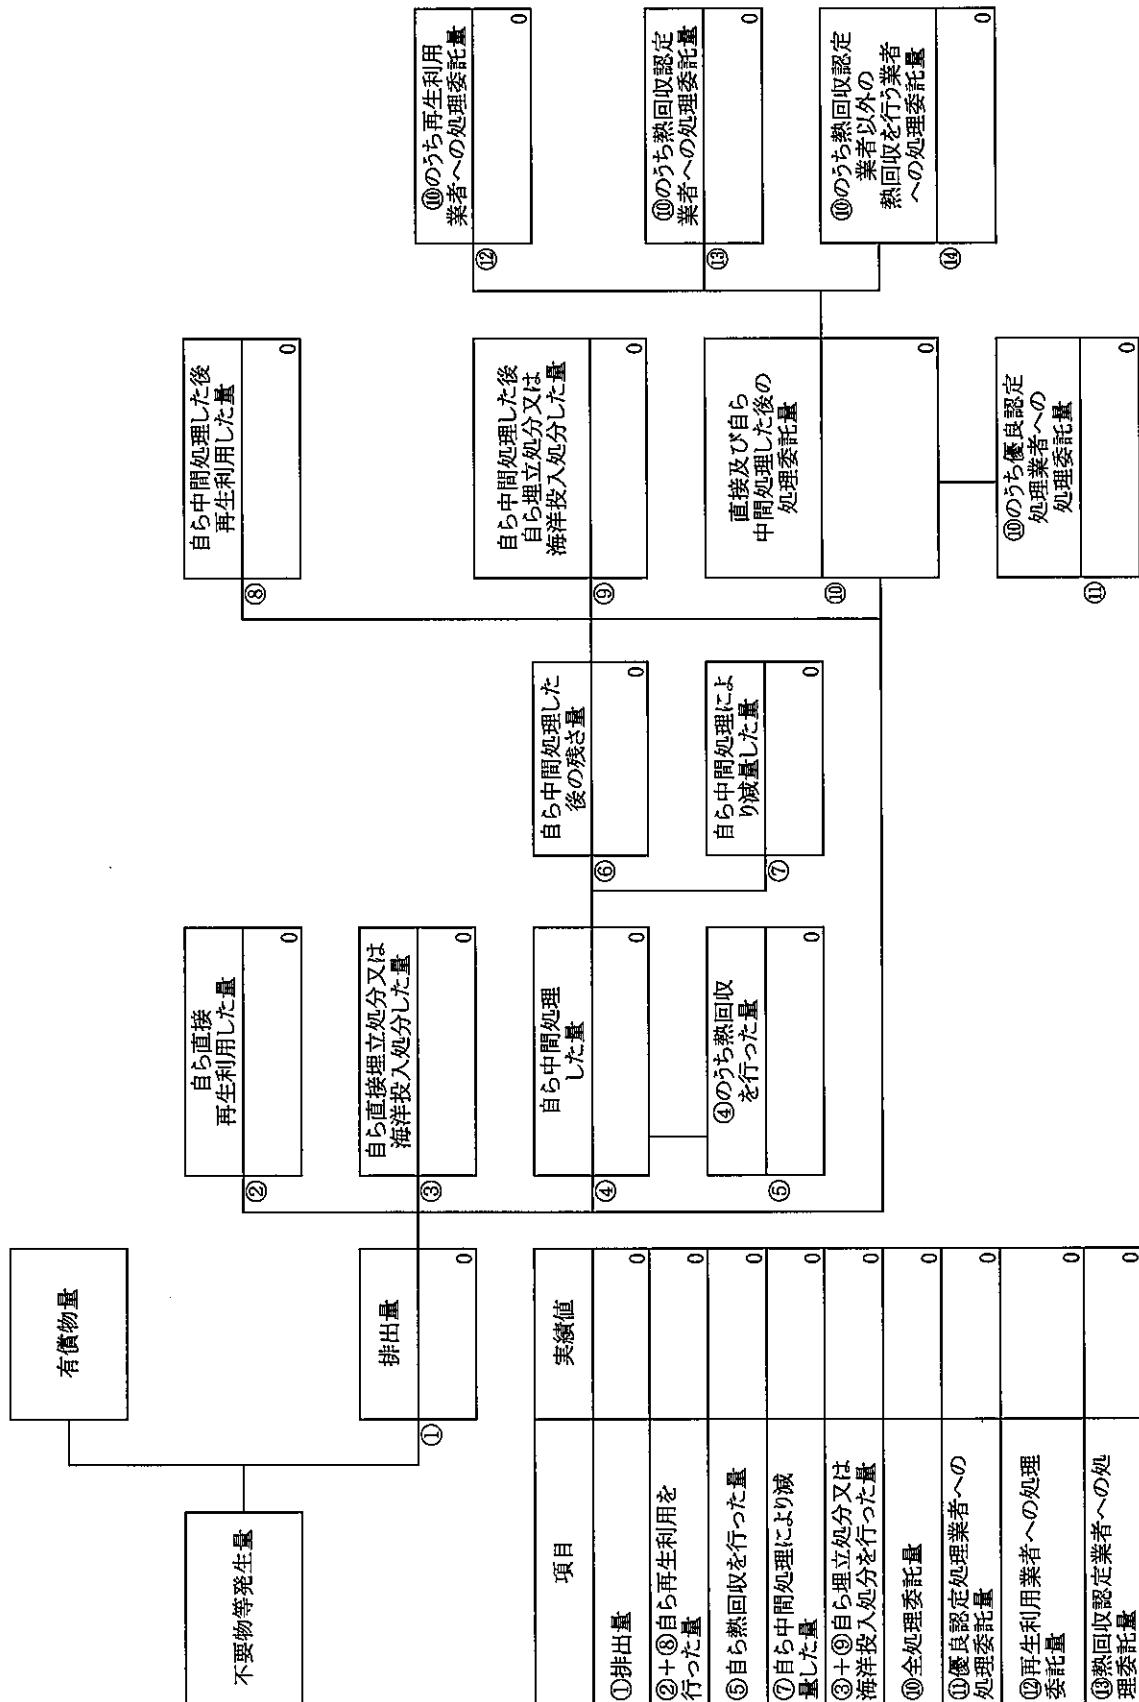 不要物等発生量
有償物量
①
排出量
0
②
自ら直接
再生利用した量
0
③
自ら直接埋立処分又は
海洋投入処分した量
0
④
自ら中間処理
した量
0
⑤
④のうち熱回収
を行った量
0
⑥
自ら中間処理した
後の残さ量
0
⑦
自ら中間処理によ
り減量した量
0
⑧
自ら中間処理した後
再生利用した量
0
⑨
自ら中間処理した後
自ら埋立処分又は
海洋投入処分した量
0
⑩
直接及び自ら
中間処理した後の
処理委託量
0
⑪
⑩のうち優良認定
処理業者への
処理委託量
0
⑫
⑩のうち再生利用
業者への処理委託量
0
⑬
⑩のうち熱回収認定
業者への処理委託量
0
⑭
⑩のうち熱回収認定
業者以外の
熱回収を行う業者
への処理委託量
0
項目 実績値
①排出量 0
②+⑧自ら再生利用を
行った量 0
⑤自ら熱回収を行った量 0
⑦自ら中間処理により減
量した量 0
③+⑨自ら埋立処分又は
海洋投入処分を行った量 0
⑩全処理委託量 0
⑪優良認定処理業者への
処理委託量 0
⑫再生利用業者への処理
委託量 0
⑬熱回収認定業者への処
理委託量 0